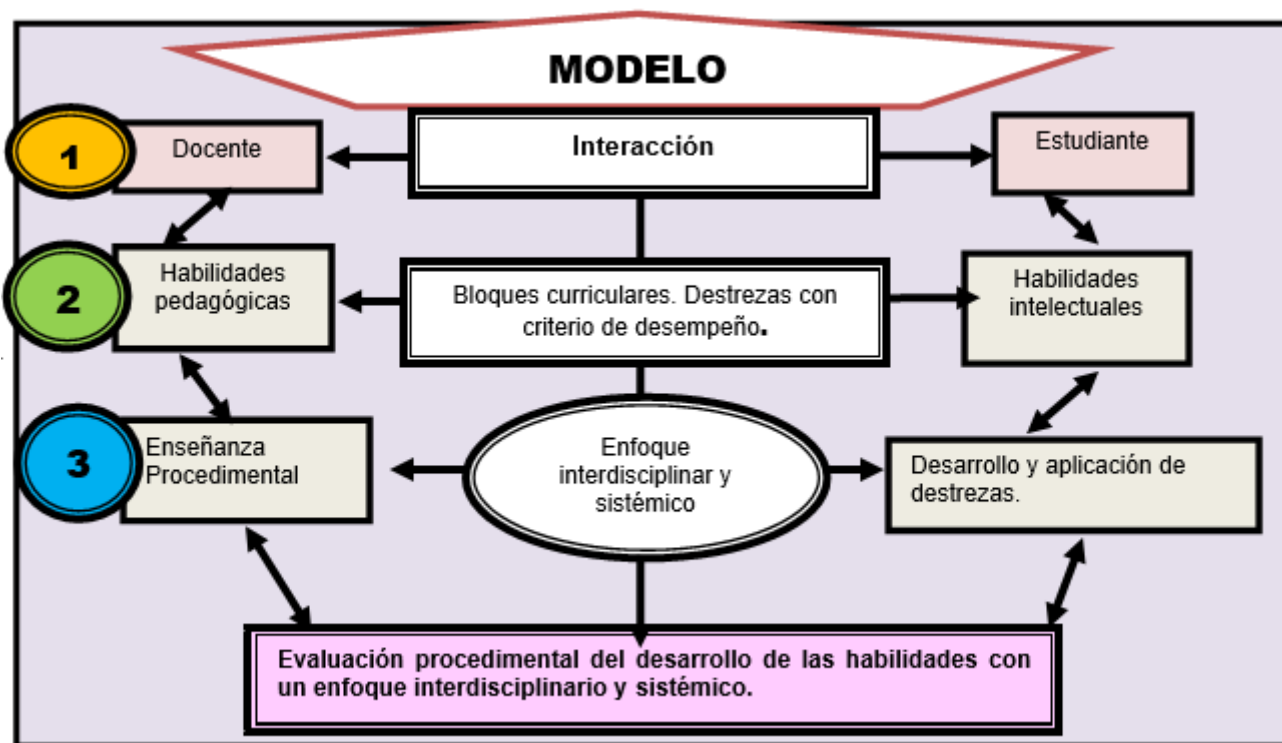 MODELO
1
Docente
Interacción
Estudiante
2
Habilidades
pedagógicas
Bloques curriculares. Destrezas con
criterio de desempeño.
Habilidades
intelectuales
3
Enseñanza
Procedimental
Enfoque
interdisciplinar y
sistémico
Desarrollo y aplicación de
destrezas.
Evaluación procedimental del desarrollo de las habilidades con
un enfoque interdisciplinario y sistémico.